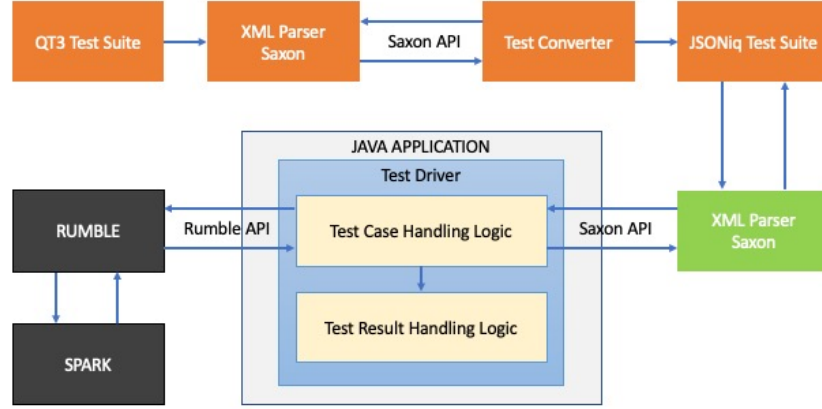 QT3 Test Suite
XML Parser
Saxon
Saxon API
Test Converter
JSONiq Test Suite
JAVA APPLICATION
Test Driver
RUMBLE
Rumble API
Test Case Handling Logic
Saxon API
XML Parser
Saxon
Test Result Handling Logic
SPARK